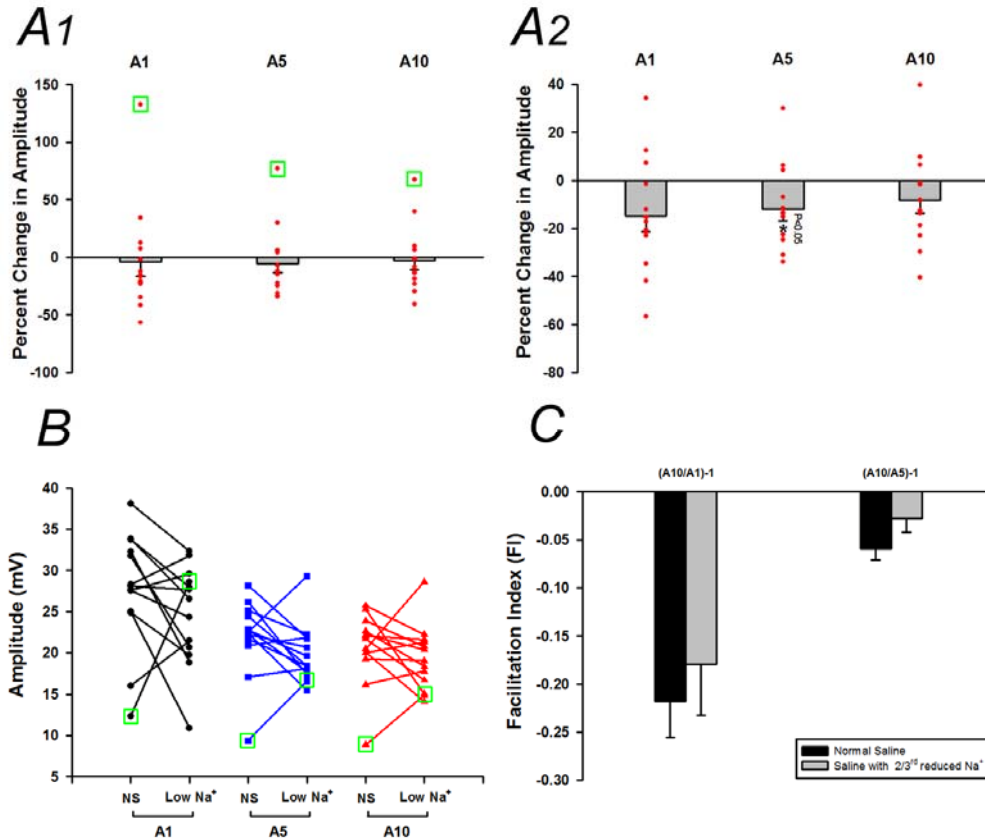 A1
A1 A5 A10
Percent Change in Amplitude
150
100
50
0
-50
-100
A2
A1 A5 A10
Percent Change in Amplitude
40
20
0
-20
-40
-60
-80
*
P<0.05
B
Amplitude (mV)
40
35
30
25
20
15
10
5
NS Low Na⁺ NS Low Na⁺ NS Low Na⁺
A1 A5 A10
C
(A10/A1)-1 (A10/A5)-1
Facilitation Index (FI)
0.00
-0.05
-0.10
-0.15
-0.20
-0.25
-0.30
Normal Saline
Saline with 2/3ʳᵈ reduced Na⁺